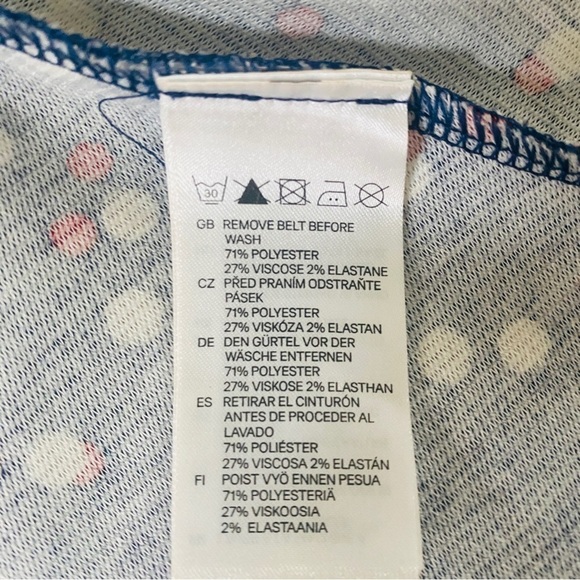 30
GB REMOVE BELT BEFORE
WASH
71% POLYESTER
27% VISCOSE 2% ELASTANE
CZ PŘED PRANÍM ODSTRAŇTE
PÁSEK
71% POLYESTER
27% VISKÓZA 2% ELASTAN
DE DEN GÜRTEL VOR DER
WÄSCHE ENTFERNEN
71% POLYESTER
27% VISKOSE 2% ELASTHAN
ES RETIRAR EL CINTURÓN
ANTES DE PROCEDER AL
LAVADO
71% POLIÉSTER
27% VISCOSA 2% ELASTÁN
FI POIST VYÖ ENNEN PESUA
71% POLYESTERIÄ
27% VISKOOSIA
2% ELASTAANIA